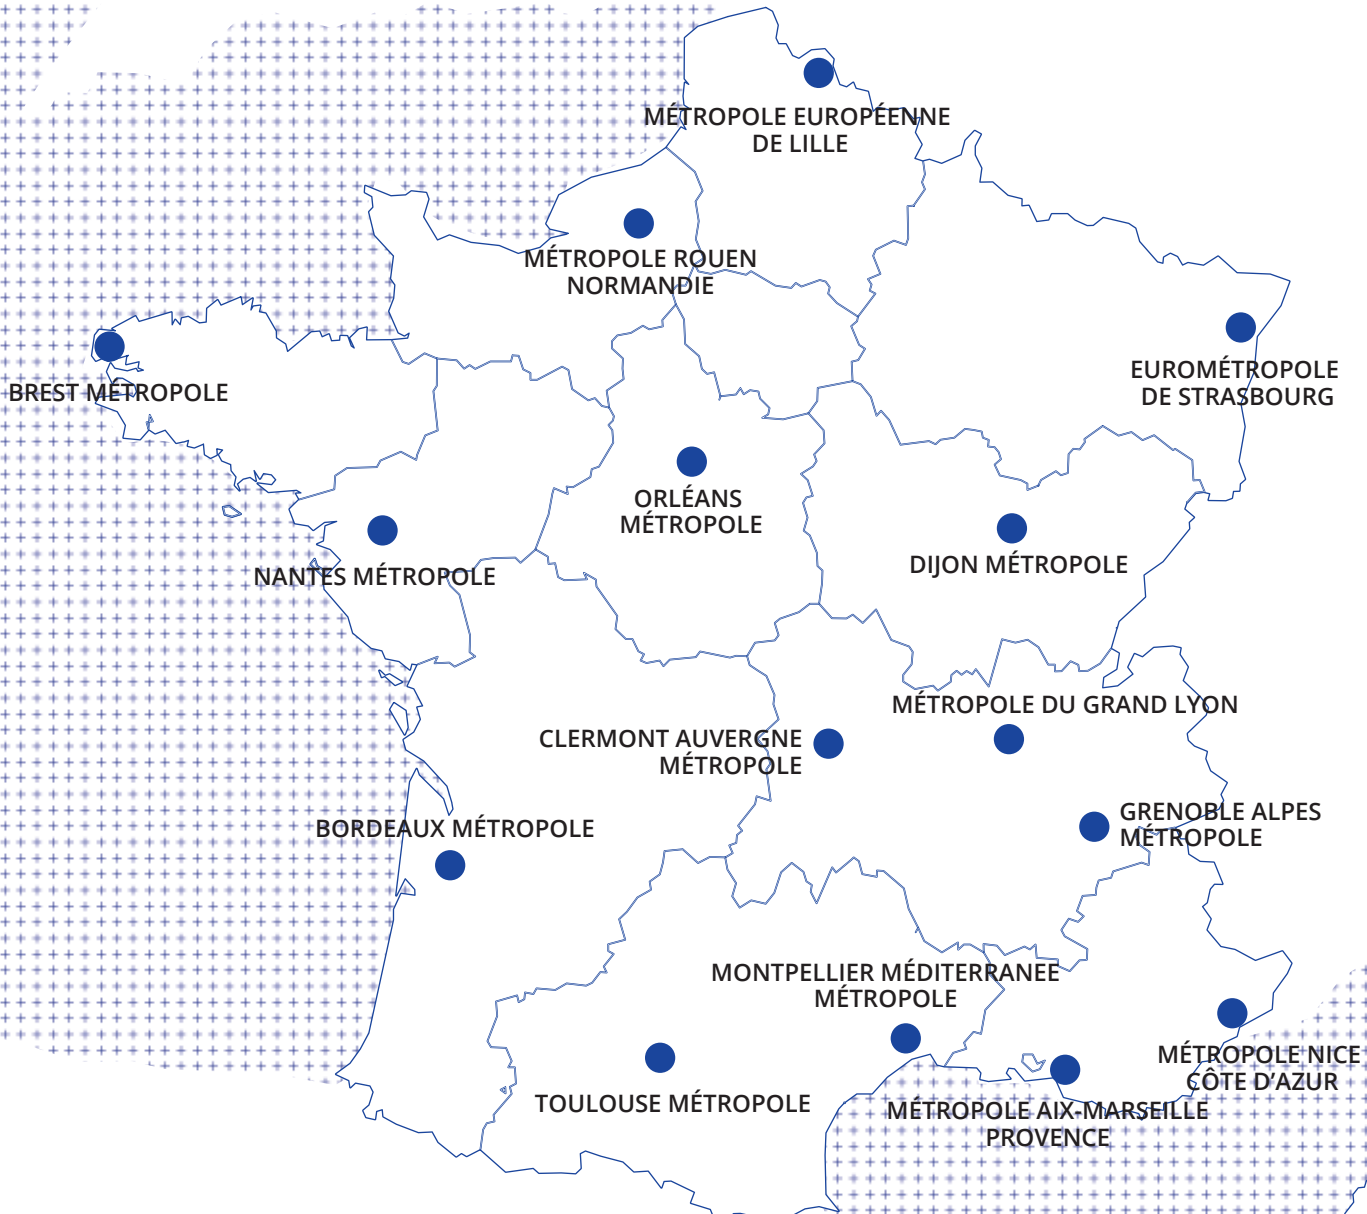 MÉTROPOLE EUROPÉENNE
DE LILLE
MÉTROPOLE ROUEN
NORMANDIE
EUROMÉTROPOLE
DE STRASBOURG
BREST MÉTROPOLE
ORLÉANS
MÉTROPOLE
DIJON MÉTROPOLE
NANTES MÉTROPOLE
MÉTROPOLE DU GRAND LYON
CLERMONT AUVERGNE
MÉTROPOLE
GRENOBLE ALPES
MÉTROPOLE
BORDEAUX MÉTROPOLE
MONTPELLIER MÉDITERRANEE
MÉTROPOLE
MÉTROPOLE NICE
CÔTE D'AZUR
TOULOUSE MÉTROPOLE
MÉTROPOLE AIX-MARSEILLE
PROVENCE